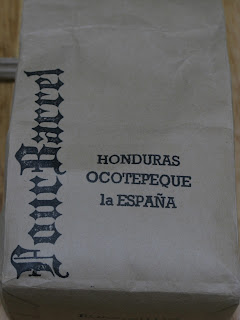 Four Barrel
HONDURAS
OCOTEPEQUE
la ESPAÑA